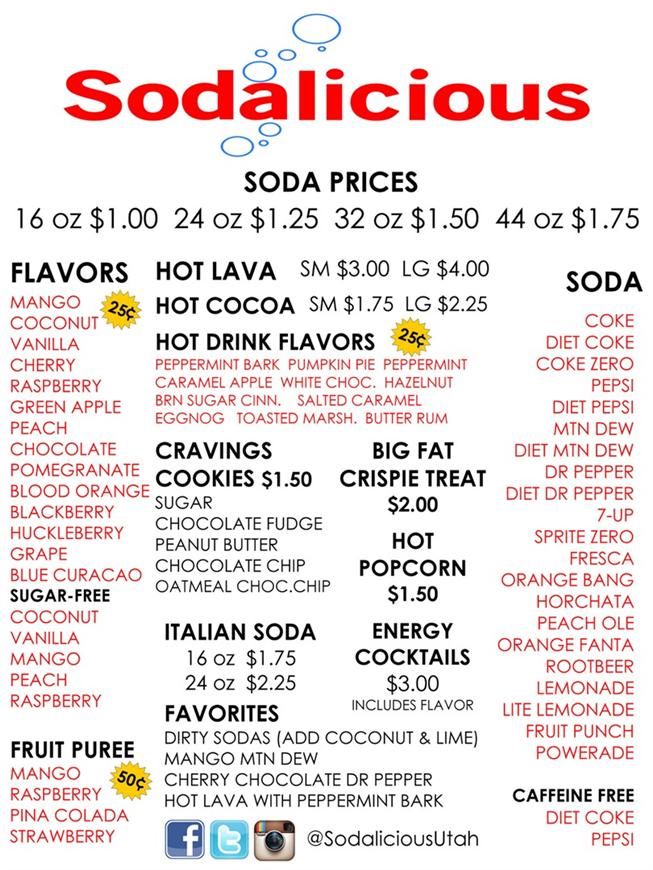 Sodalicious
SODA PRICES
16 oz $1.00 24 oz $1.25 32 oz $1.50 44 oz $1.75
FLAVORS
25¢
MANGO
COCONUT
VANILLA
CHERRY
RASPBERRY
GREEN APPLE
PEACH
CHOCOLATE
POMEGRANATE
BLOOD ORANGE
BLACKBERRY
HUCKLEBERRY
GRAPE
BLUE CURACAO
SUGAR-FREE
COCONUT
VANILLA
MANGO
PEACH
RASPBERRY
FRUIT PUREE
50¢
MANGO
RASPBERRY
PINA COLADA
STRAWBERRY
HOT LAVA SM $3.00 LG $4.00
HOT COCOA SM $1.75 LG $2.25
HOT DRINK FLAVORS 25¢
PEPPERMINT BARK PUMPKIN PIE PEPPERMINT
CARAMEL APPLE WHITE CHOC. HAZELNUT
BRN SUGAR CINN. SALTED CARAMEL
EGGNOG TOASTED MARSH. BUTTER RUM
CRAVINGS
COOKIES $1.50
SUGAR
CHOCOLATE FUDGE
PEANUT BUTTER
CHOCOLATE CHIP
OATMEAL CHOC.CHIP
BIG FAT
CRISPIE TREAT
$2.00
HOT
POPCORN
$1.50
ITALIAN SODA
16 oz $1.75
24 oz $2.25
ENERGY
COCKTAILS
$3.00
INCLUDES FLAVOR
FAVORITES
DIRTY SODAS (ADD COCONUT & LIME)
MANGO MTN DEW
CHERRY CHOCOLATE DR PEPPER
HOT LAVA WITH PEPPERMINT BARK
@SodaliciousUtah
SODA
COKE
DIET COKE
COKE ZERO
PEPSI
DIET PEPSI
MTN DEW
DIET MTN DEW
DR PEPPER
DIET DR PEPPER
7-UP
SPRITE ZERO
FRESCA
ORANGE BANG
HORCHATA
PEACH OLE
ORANGE FANTA
ROOTBEER
LEMONADE
LITE LEMONADE
FRUIT PUNCH
POWERADE
CAFFEINE FREE
DIET COKE
PEPSI